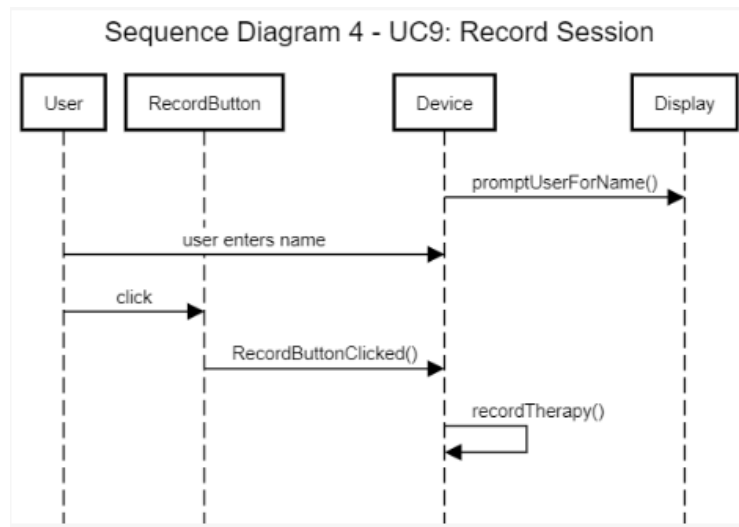 Sequence Diagram 4 - UC9: Record Session
User
RecordButton
Device
Display
promptUserForName()
user enters name
click
RecordButtonClicked()
recordTherapy()